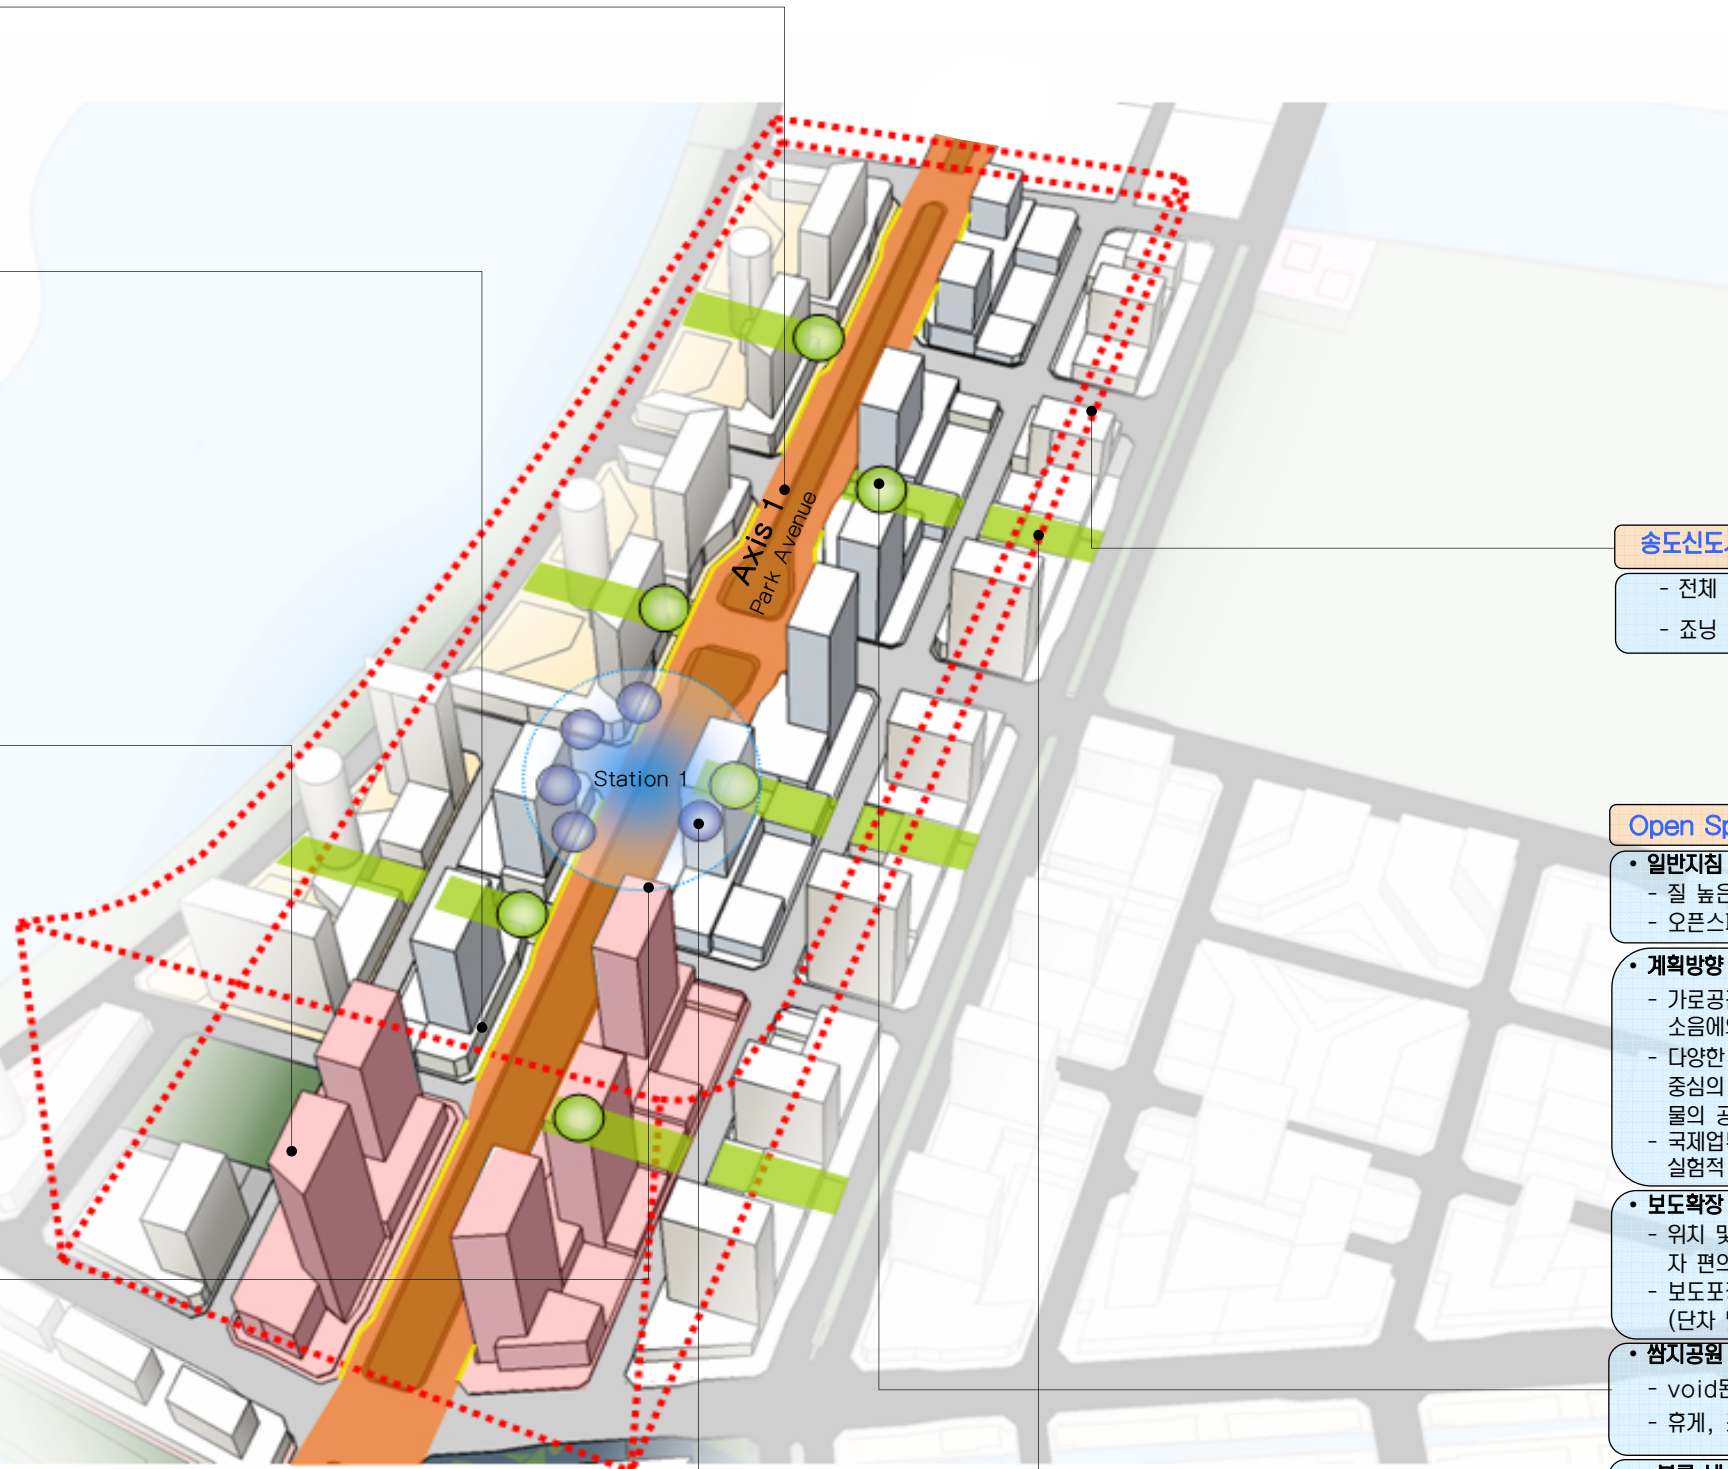 Axis 1
Park Avenue
Station 1
송도신도시
- 전체
- 죠닝
Open Sp
• 일반지침
- 질 높은
- 오픈스페
• 계획방향
- 가로공
소음에
- 다양한
중심의
물의 공
- 국제업무
실험적
• 보도확장
- 위치 및
자 편의
- 보도포장
(단차
• 쌈지공원
- void된
- 휴게,